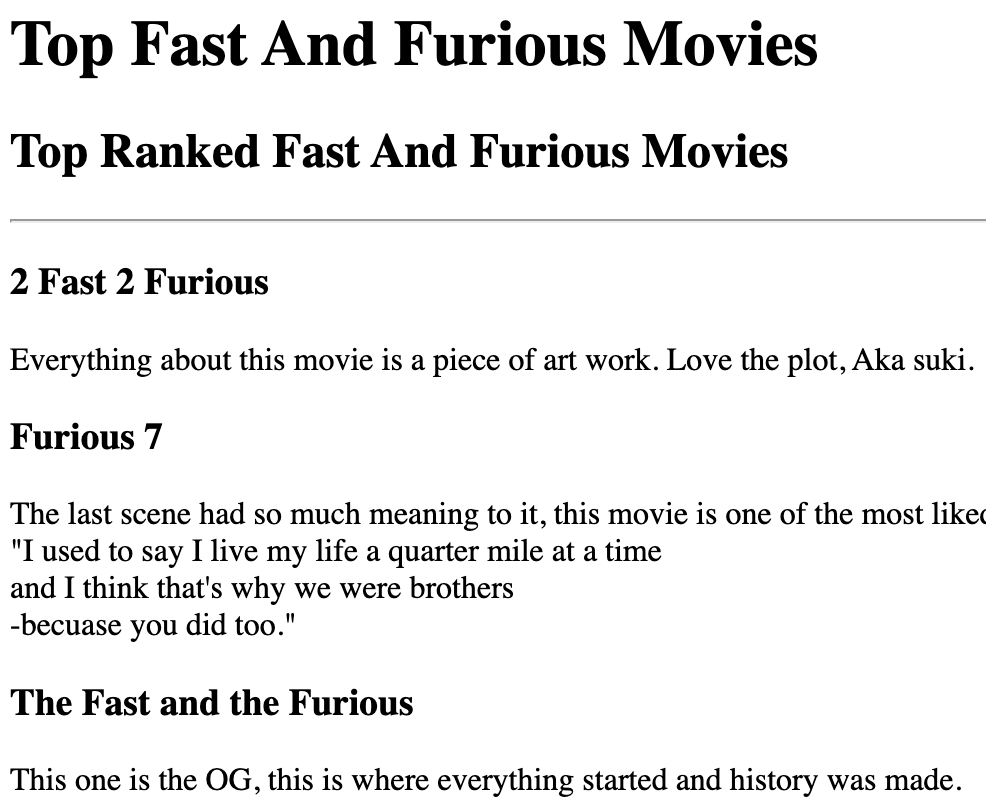 Top Fast And Furious Movies
Top Ranked Fast And Furious Movies
2 Fast 2 Furious
Everything about this movie is a piece of art work. Love the plot, Aka suki.
Furious 7
The last scene had so much meaning to it, this movie is one of the most liked
"I used to say I live my life a quarter mile at a time
and I think that's why we were brothers
-becuase you did too."
The Fast and the Furious
This one is the OG, this is where everything started and history was made.